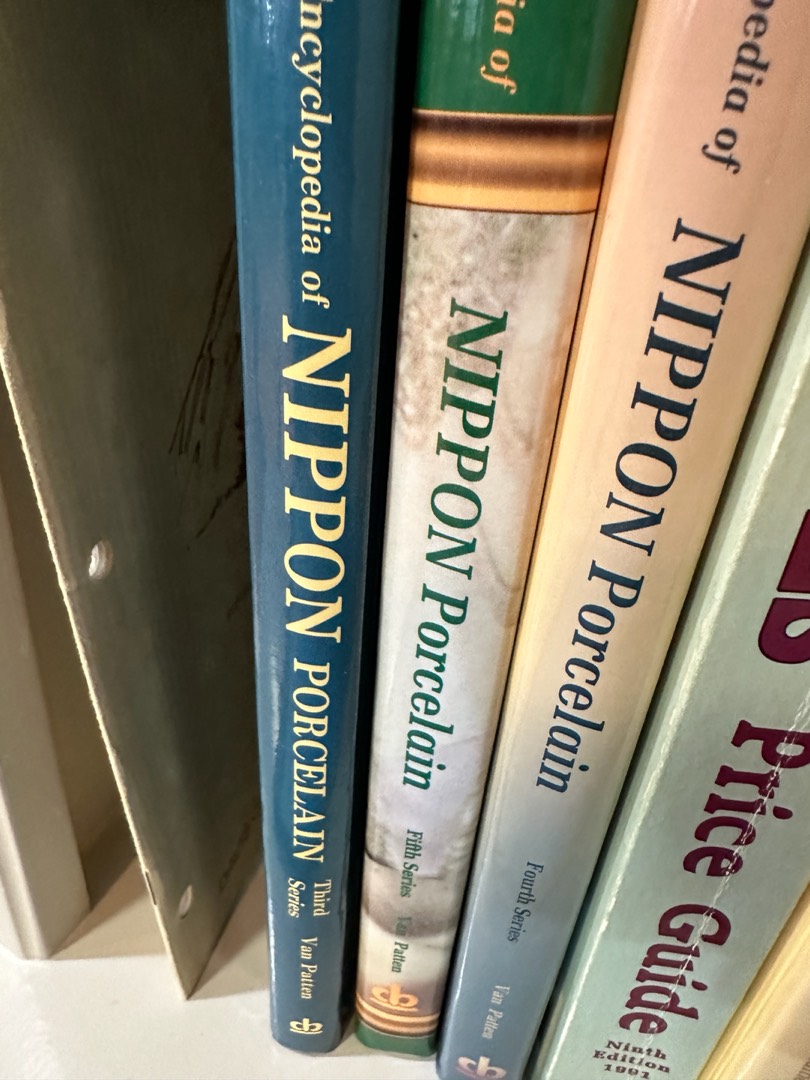 ncyclopedia of NIPPON PORCELAIN Third Series Van Patten
ia of NIPPON Porcelain Fifth Series Van Patten
pedia of NIPPON Porcelain Fourth Series Van Patten
Price Guide Ninth Edition 1991